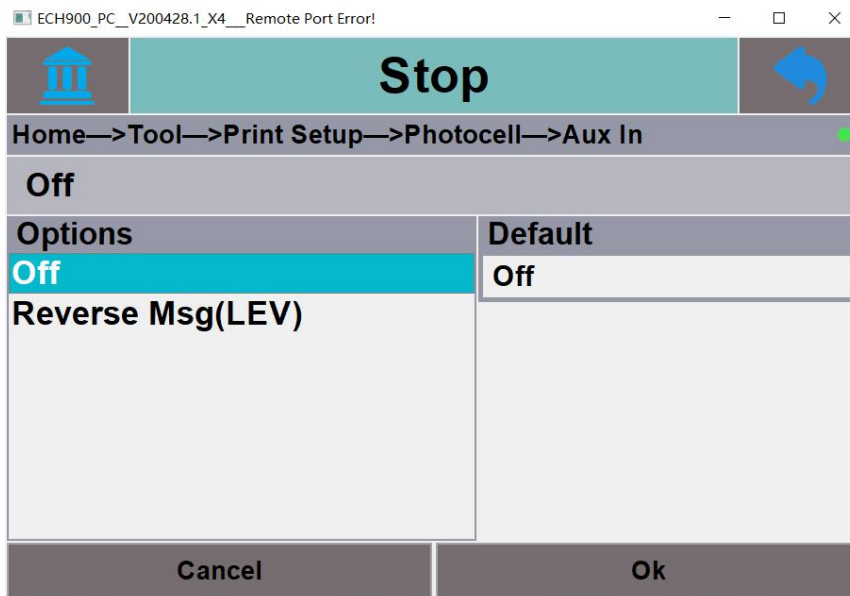 ECH900_PC__V200428.1_X4___Remote Port Error!
Stop
Home—>Tool—>Print Setup—>Photocell—>Aux In
Off
Options
Off
Reverse Msg(LEV)
Default
Off
Cancel
Ok